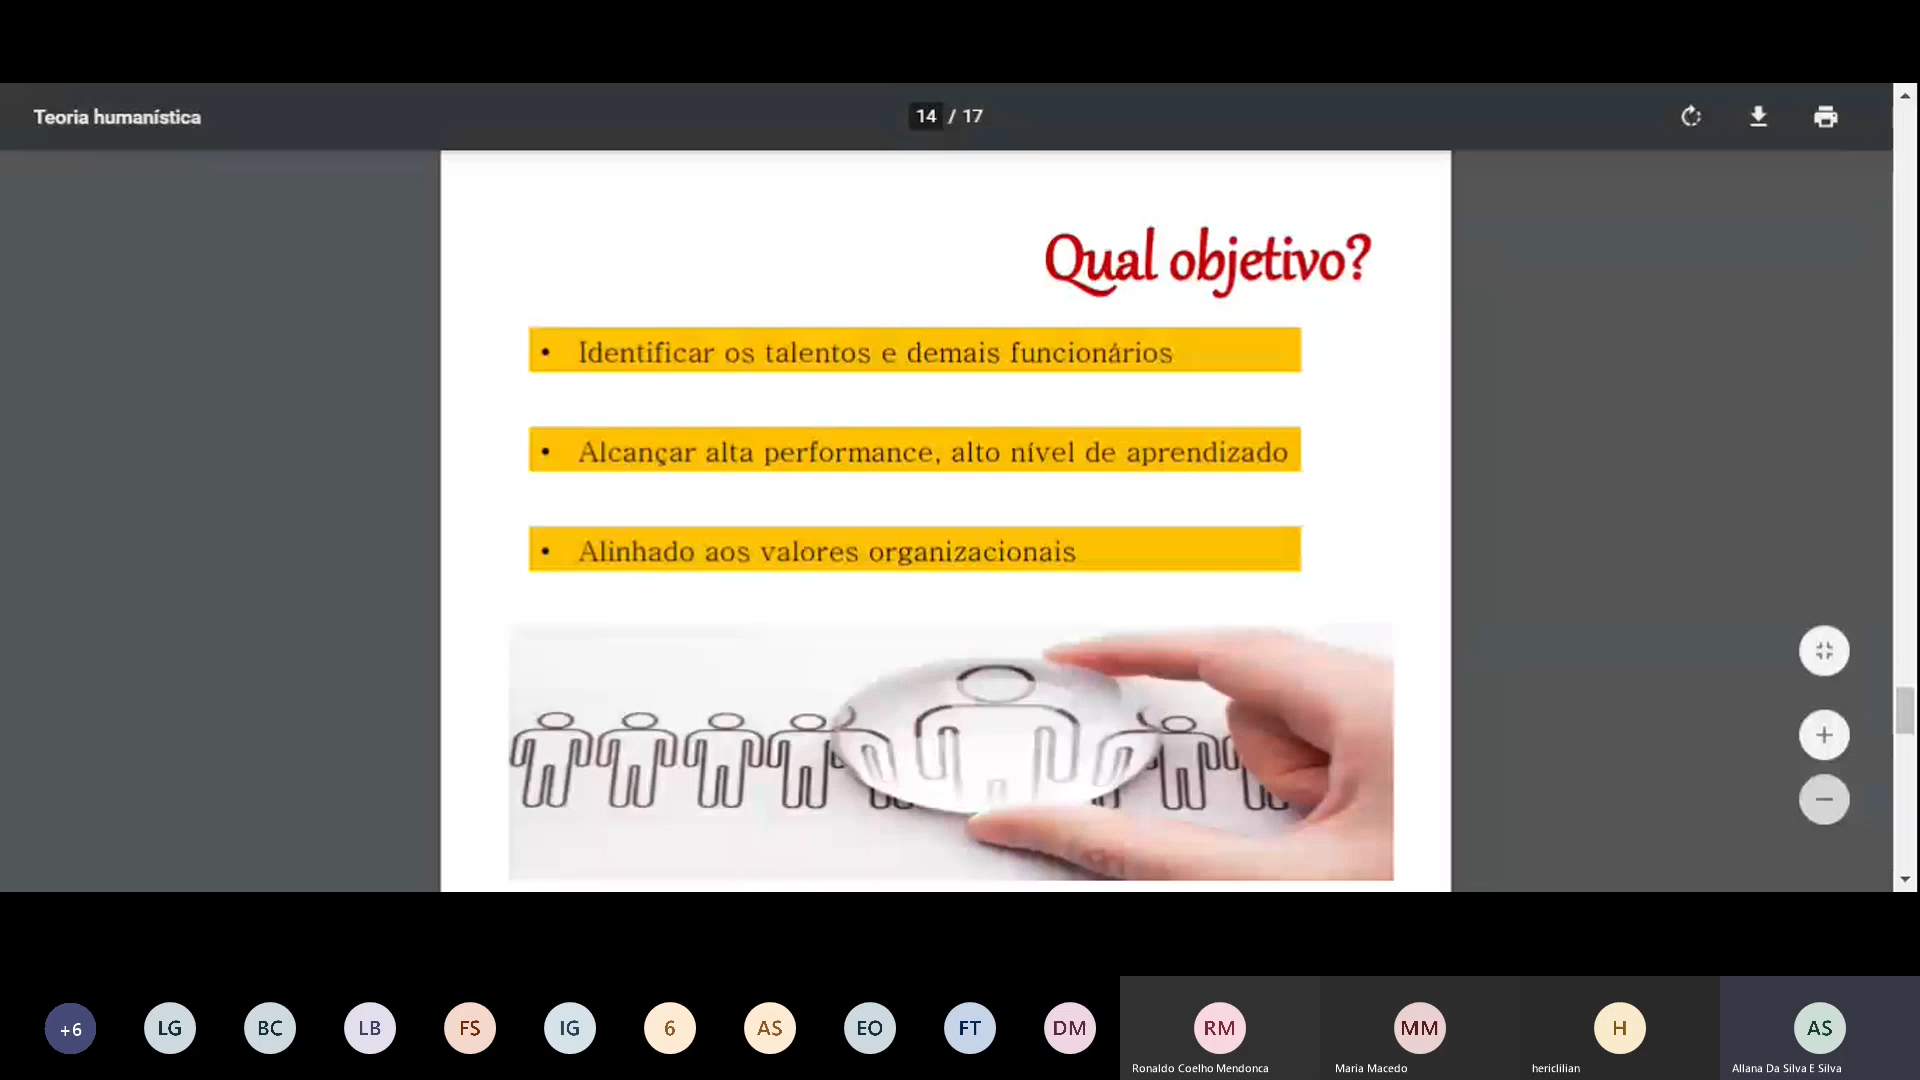 Teoria humanística
14 / 17
Qual objetivo?
• Identificar os talentos e demais funcionários
• Alcançar alta performance, alto nível de aprendizado
• Alinhado aos valores organizacionais
+6
LG
BC
LB
FS
IG
6
AS
EO
FT
DM
RM
MM
H
AS
Ronaldo Coelho Mendonca
Maria Macedo
hericlilian
Allana Da Silva E Silva